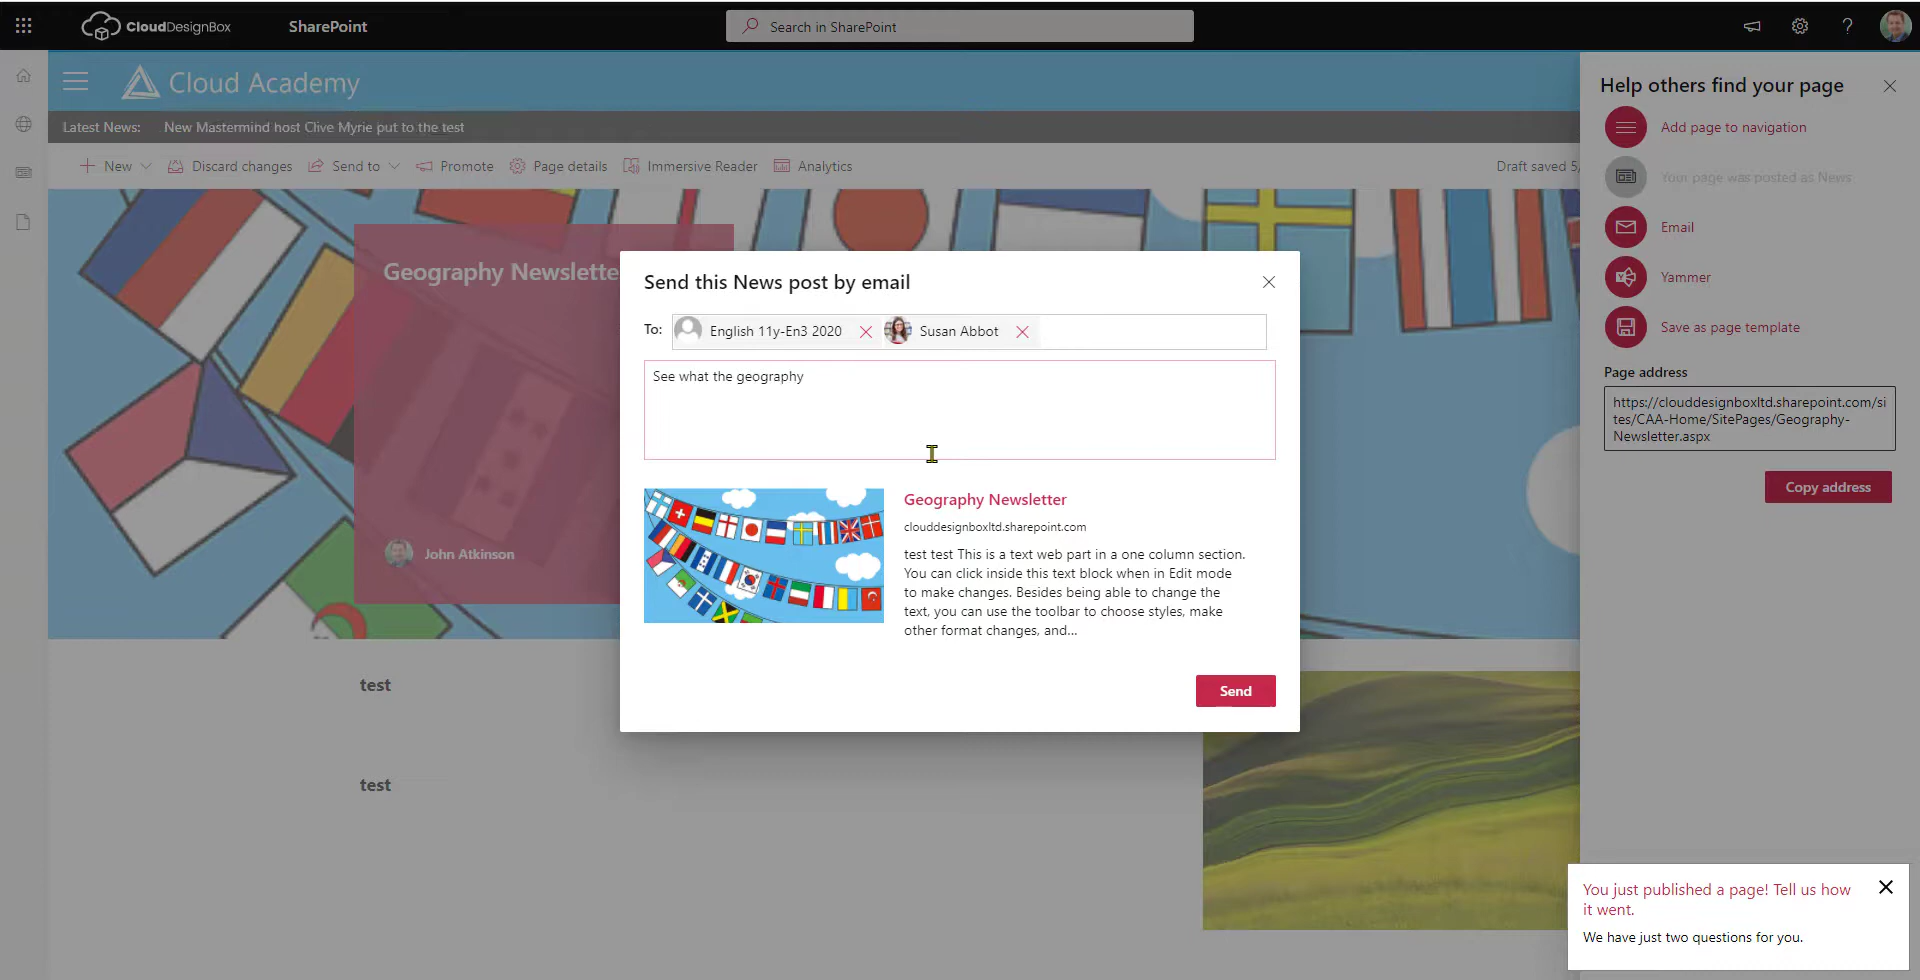 CloudDesignBox
SharePoint
Search in SharePoint
Cloud Academy
Latest News: New Mastermind host Clive Myrie put to the test
New
Discard changes
Send to
Promote
Page details
Immersive Reader
Analytics
Draft saved 5/
Geography Newslette
John Atkinson
test
test
Send this News post by email
To: English 11y-En3 2020 Susan Abbot
See what the geography
Geography Newsletter
clouddesignboxltd.sharepoint.com
test test This is a text web part in a one column section.
You can click inside this text block when in Edit mode
to make changes. Besides being able to change the
text, you can use the toolbar to choose styles, make
other format changes, and...
Send
Help others find your page
Add page to navigation
Your page was posted as News
Email
Yammer
Save as page template
Page address
https://clouddesignboxltd.sharepoint.com/si
tes/CAA-Home/SitePages/Geography-
Newsletter.aspx
Copy address
You just published a page! Tell us how
it went.
We have just two questions for you.